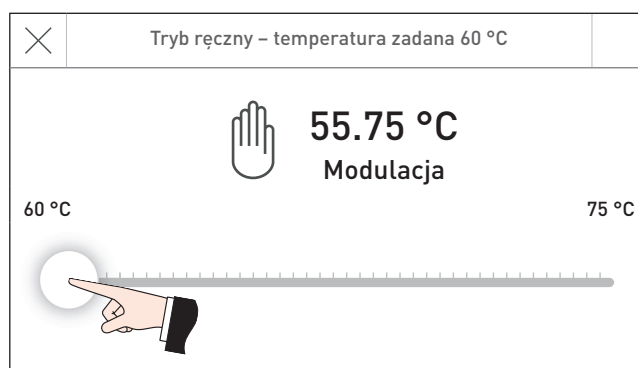 Tryb ręczny – temperatura zadana 60 °C
55.75 °C
Modulacja
60 °C 75 °C